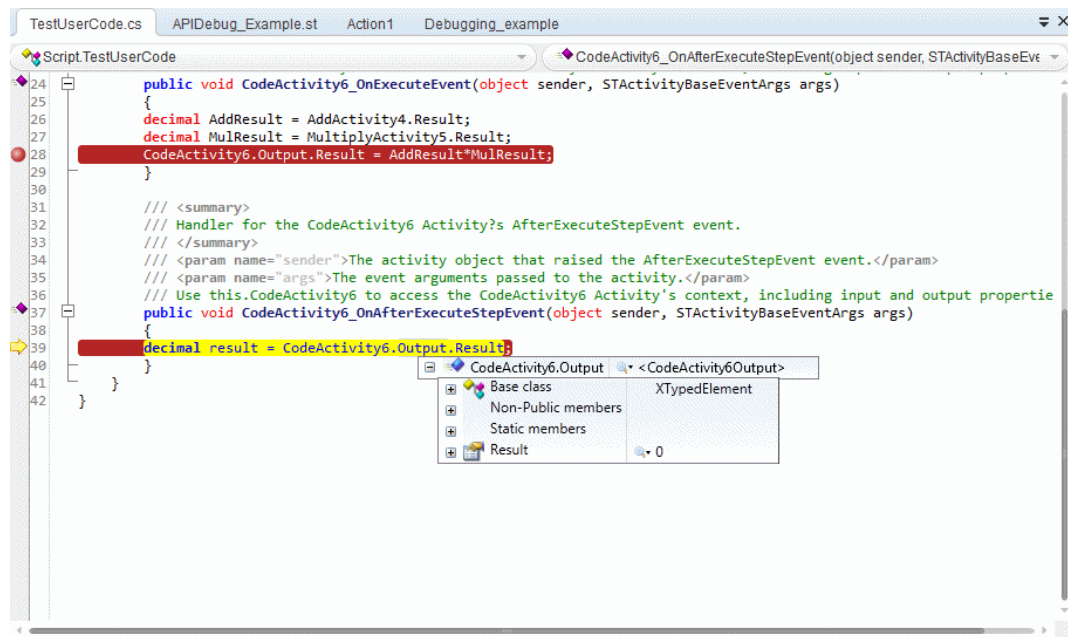 TestUserCode.cs APIDebug_Example.st Action1 Debugging_example
Script.TestUserCode CodeActivity6_OnAfterExecuteStepEvent(object sender, STActivityBaseEve
24 public void CodeActivity6_OnExecuteEvent(object sender, STActivityBaseEventArgs args)
25 {
26 decimal AddResult = AddActivity4.Result;
27 decimal MulResult = MultiplyActivity5.Result;
28 CodeActivity6.Output.Result = AddResult*MulResult;
29 }
30
31 /// <summary>
32 /// Handler for the CodeActivity6 Activity?s AfterExecuteStepEvent event.
33 /// </summary>
34 /// <param name="sender">The activity object that raised the AfterExecuteStepEvent event.</param>
35 /// <param name="args">The event arguments passed to the activity.</param>
36 /// Use this.CodeActivity6 to access the CodeActivity6 Activity's context, including input and output propertie
37 public void CodeActivity6_OnAfterExecuteStepEvent(object sender, STActivityBaseEventArgs args)
38 {
39 decimal result = CodeActivity6.Output.Result;
40 }
41 }
42 }
CodeActivity6.Output <CodeActivity6Output>
Base class XTypedElement
Non-Public members
Static members
Result 0